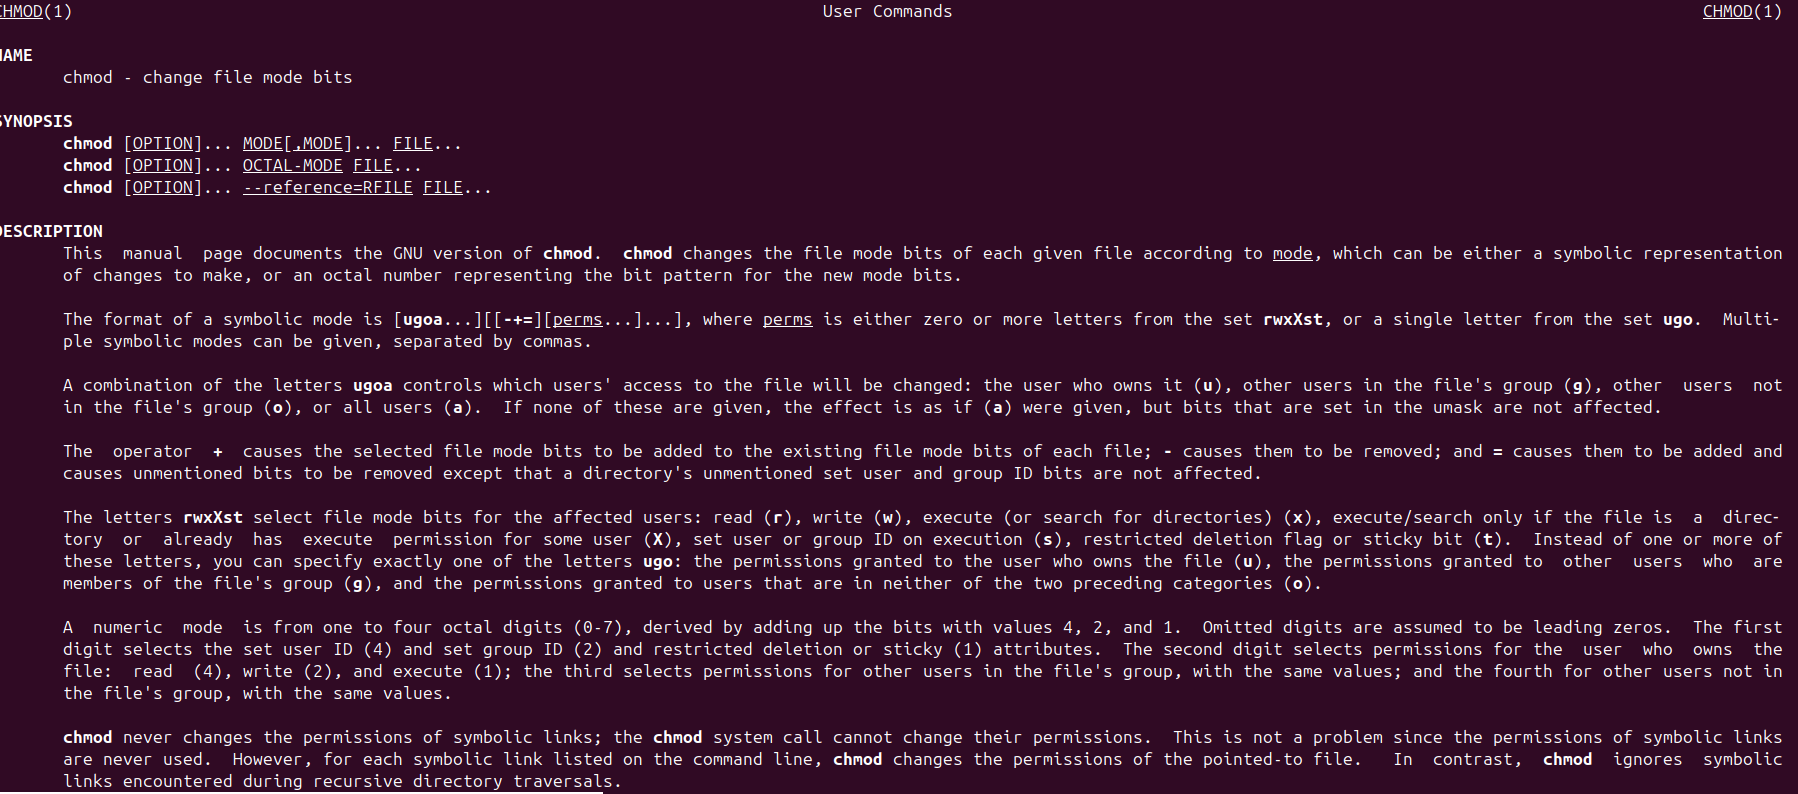 CHMOD(1) User Commands CHMOD(1)
NAME
chmod - change file mode bits
SYNOPSIS
chmod [OPTION]... MODE[,MODE]... FILE...
chmod [OPTION]... OCTAL-MODE FILE...
chmod [OPTION]... --reference=RFILE FILE...
DESCRIPTION
This manual page documents the GNU version of chmod. chmod changes the file mode bits of each given file according to mode, which can be either a symbolic representation
of changes to make, or an octal number representing the bit pattern for the new mode bits.
The format of a symbolic mode is [ugoa...][[-+=][perms...]...], where perms is either zero or more letters from the set rwxXst, or a single letter from the set ugo. Multi-
ple symbolic modes can be given, separated by commas.
A combination of the letters ugoa controls which users' access to the file will be changed: the user who owns it (u), other users in the file's group (g), other users not
in the file's group (o), or all users (a). If none of these are given, the effect is as if (a) were given, but bits that are set in the umask are not affected.
The operator + causes the selected file mode bits to be added to the existing file mode bits of each file; - causes them to be removed; and = causes them to be added and
causes unmentioned bits to be removed except that a directory's unmentioned set user and group ID bits are not affected.
The letters rwxXst select file mode bits for the affected users: read (r), write (w), execute (or search for directories) (x), execute/search only if the file is a direc-
tory or already has execute permission for some user (X), set user or group ID on execution (s), restricted deletion flag or sticky bit (t). Instead of one or more of
these letters, you can specify exactly one of the letters ugo: the permissions granted to the user who owns the file (u), the permissions granted to other users who are
members of the file's group (g), and the permissions granted to users that are in neither of the two preceding categories (o).
A numeric mode is from one to four octal digits (0-7), derived by adding up the bits with values 4, 2, and 1. Omitted digits are assumed to be leading zeros. The first
digit selects the set user ID (4) and set group ID (2) and restricted deletion or sticky (1) attributes. The second digit selects permissions for the user who owns the
file: read (4), write (2), and execute (1); the third selects permissions for other users in the file's group, with the same values; and the fourth for other users not in
the file's group, with the same values.
chmod never changes the permissions of symbolic links; the chmod system call cannot change their permissions. This is not a problem since the permissions of symbolic links
are never used. However, for each symbolic link listed on the command line, chmod changes the permissions of the pointed-to file. In contrast, chmod ignores symbolic
links encountered during recursive directory traversals.